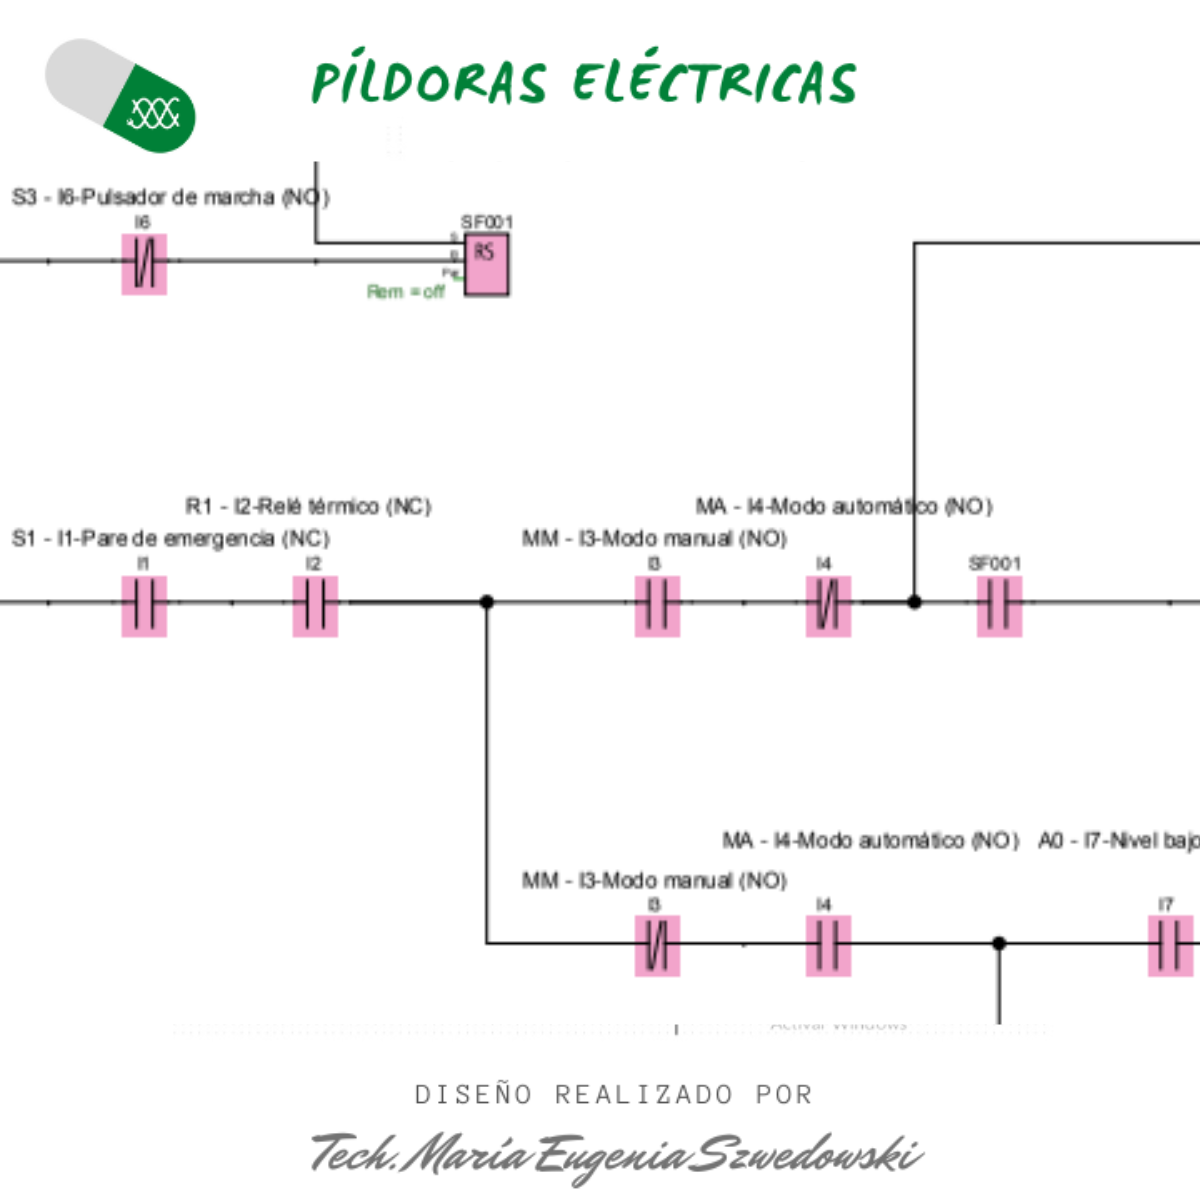 PÍLDORAS ELÉCTRICAS
S3 - I6-Pulsador de marcha (NO)
I6
SF001
S
R
RS
Par
Rem = off
R1 - I2-Relé térmico (NC)
MA - I4-Modo automático (NO)
S1 - I1-Pare de emergencia (NC)
MM - I3-Modo manual (NO)
I1
I2
I3
I4
SF001
MA - I4-Modo automático (NO)
A0 - I7-Nivel bajo
MM - I3-Modo manual (NO)
I3
I4
I7
Activar Windows
DISEÑO REALIZADO POR
Tech. María Eugenia Szwedowski